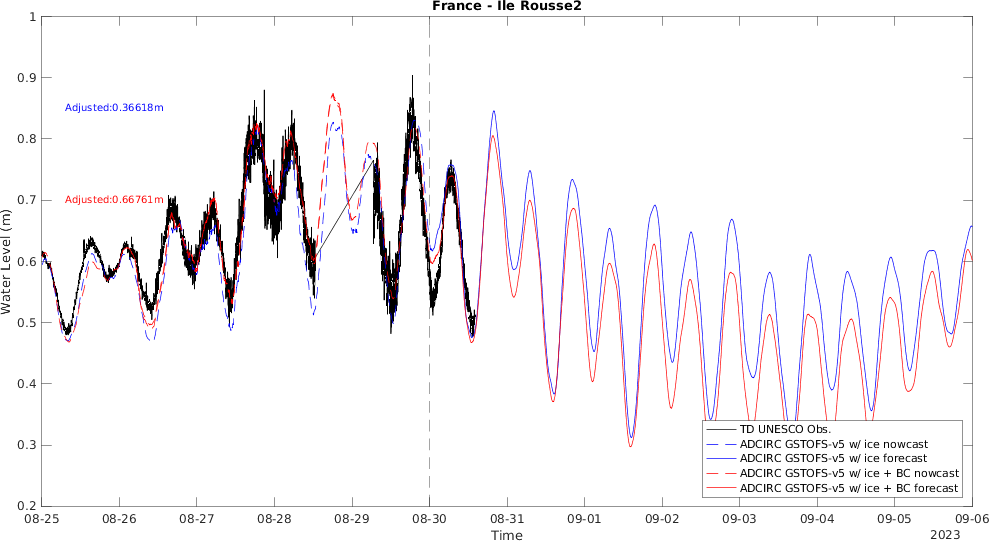 France - Ile Rousse2
Water Level (m)
1
0.9
0.8
0.7
0.6
0.5
0.4
0.3
0.2
Adjusted:0.36618m
Adjusted:0.66761m
TD UNESCO Obs.
ADCIRC GSTOFS-v5 w/ ice nowcast
ADCIRC GSTOFS-v5 w/ ice forecast
ADCIRC GSTOFS-v5 w/ ice + BC nowcast
ADCIRC GSTOFS-v5 w/ ice + BC forecast
08-25 08-26 08-27 08-28 08-29 08-30 08-31 09-01 09-02 09-03 09-04 09-05 09-06
Time
2023